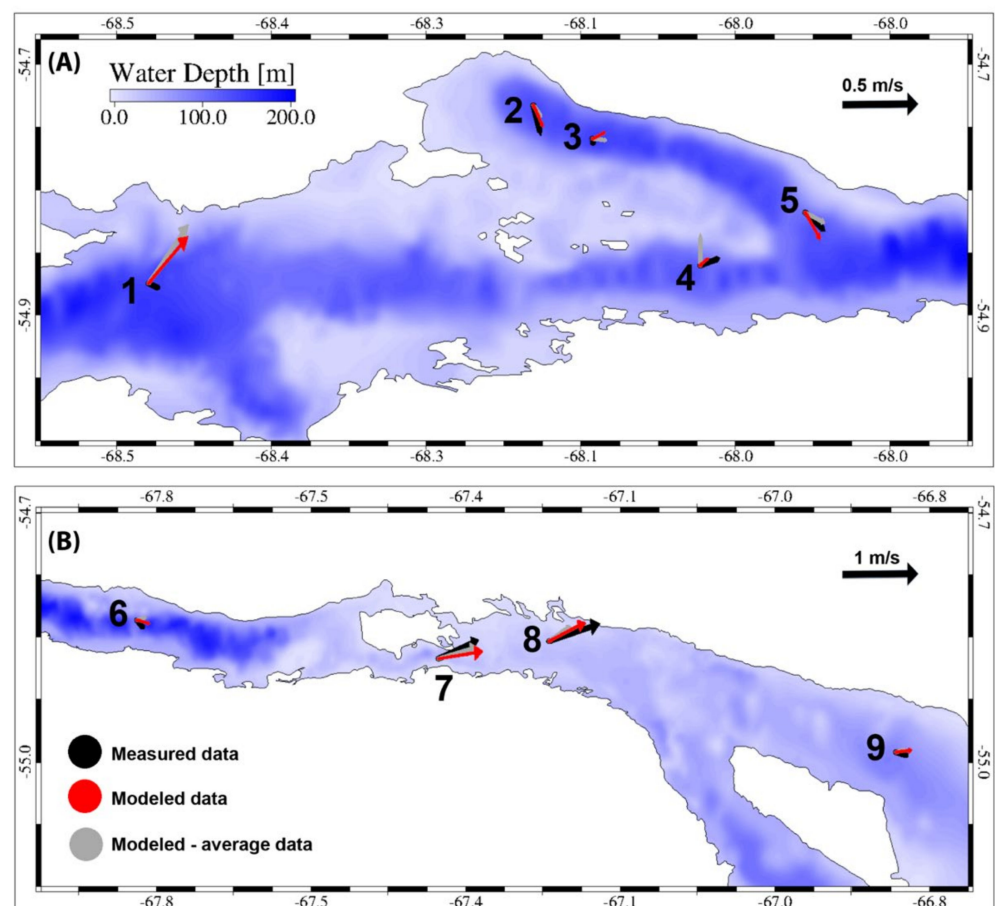 -68.5 -68.4 -68.3 -68.1 -68.0 -68.0
(A)
-54.7 -54.7
Water Depth [m]
0.0 100.0 200.0
0.5 m/s
2
3
5
1
4
-54.9 -54.9
-68.5 -68.4 -68.3 -68.1 -68.0 -68.0
-67.8 -67.5 -67.4 -67.1 -67.0 -66.8
-54.7 -54.7
(B)
1 m/s
6
8
7
9
-55.0 -55.0
Measured data
Modeled data
Modeled - average data
-67.8 -67.5 -67.4 -67.1 -67.0 -66.8